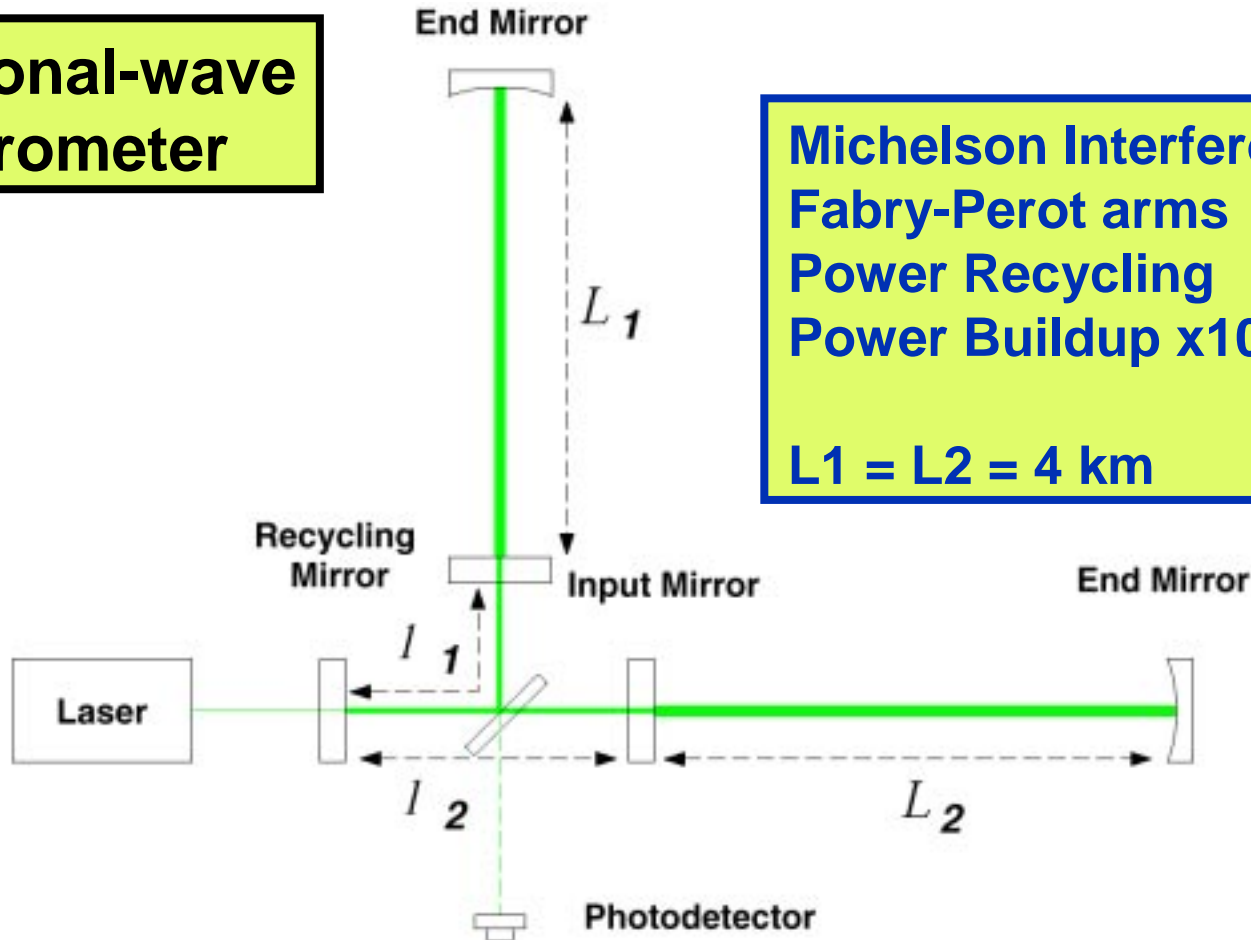 onal-wave
rometer
End Mirror
Michelson Interfero
Fabry-Perot arms
Power Recycling
Power Buildup x10
L1 = L2 = 4 km
L 1
Recycling
Mirror
Input Mirror
End Mirror
l 1
Laser
l 2
L 2
Photodetector